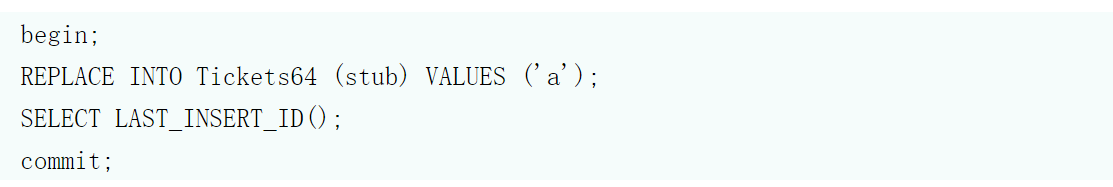 begin;
REPLACE INTO Tickets64 (stub) VALUES ('a');
SELECT LAST_INSERT_ID();
commit;